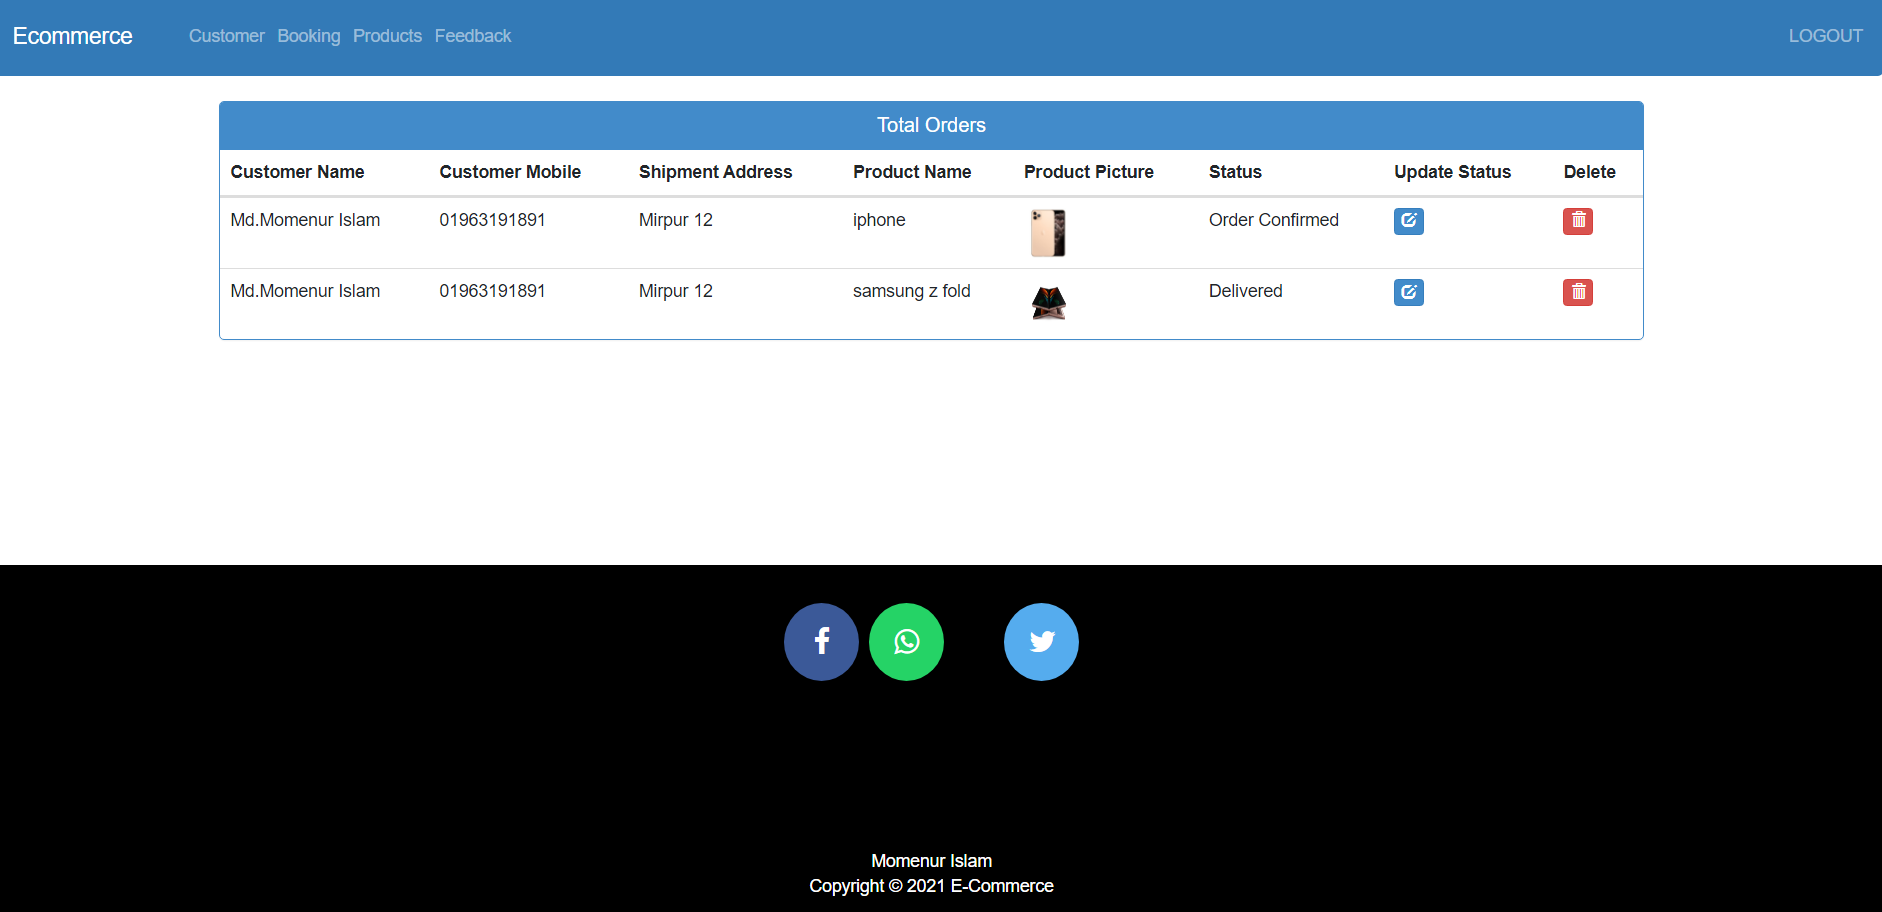 Ecommerce Customer Booking Products Feedback LOGOUT
Total Orders
Customer Name Customer Mobile Shipment Address Product Name Product Picture Status Update Status Delete
Md.Momenur Islam 01963191891 Mirpur 12 iphone Order Confirmed
Md.Momenur Islam 01963191891 Mirpur 12 samsung z fold Delivered
Momenur Islam
Copyright © 2021 E-Commerce